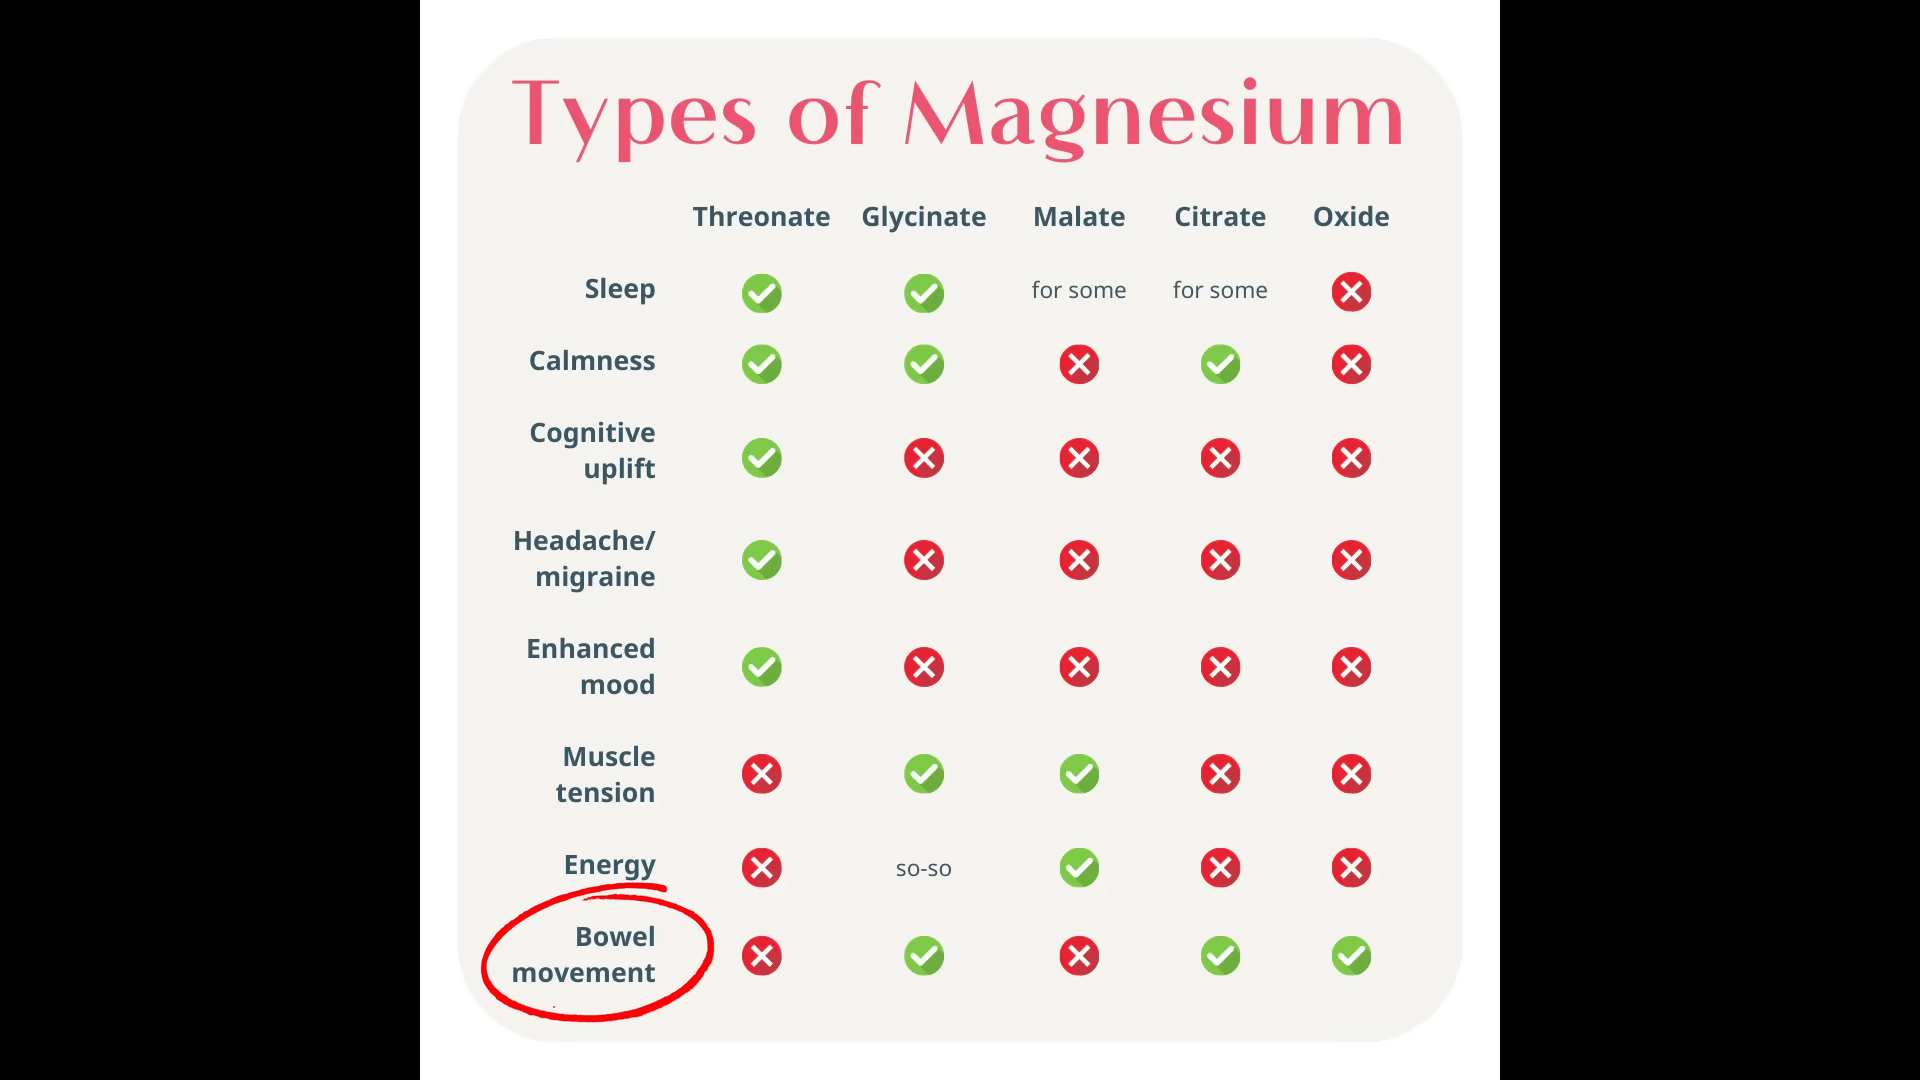 Types of Magnesium
Threonate Glycinate Malate Citrate Oxide
Sleep for some for some
Calmness
Cognitive
uplift
Headache/
migraine
Enhanced
mood
Muscle
tension
Energy so-so
Bowel
movement